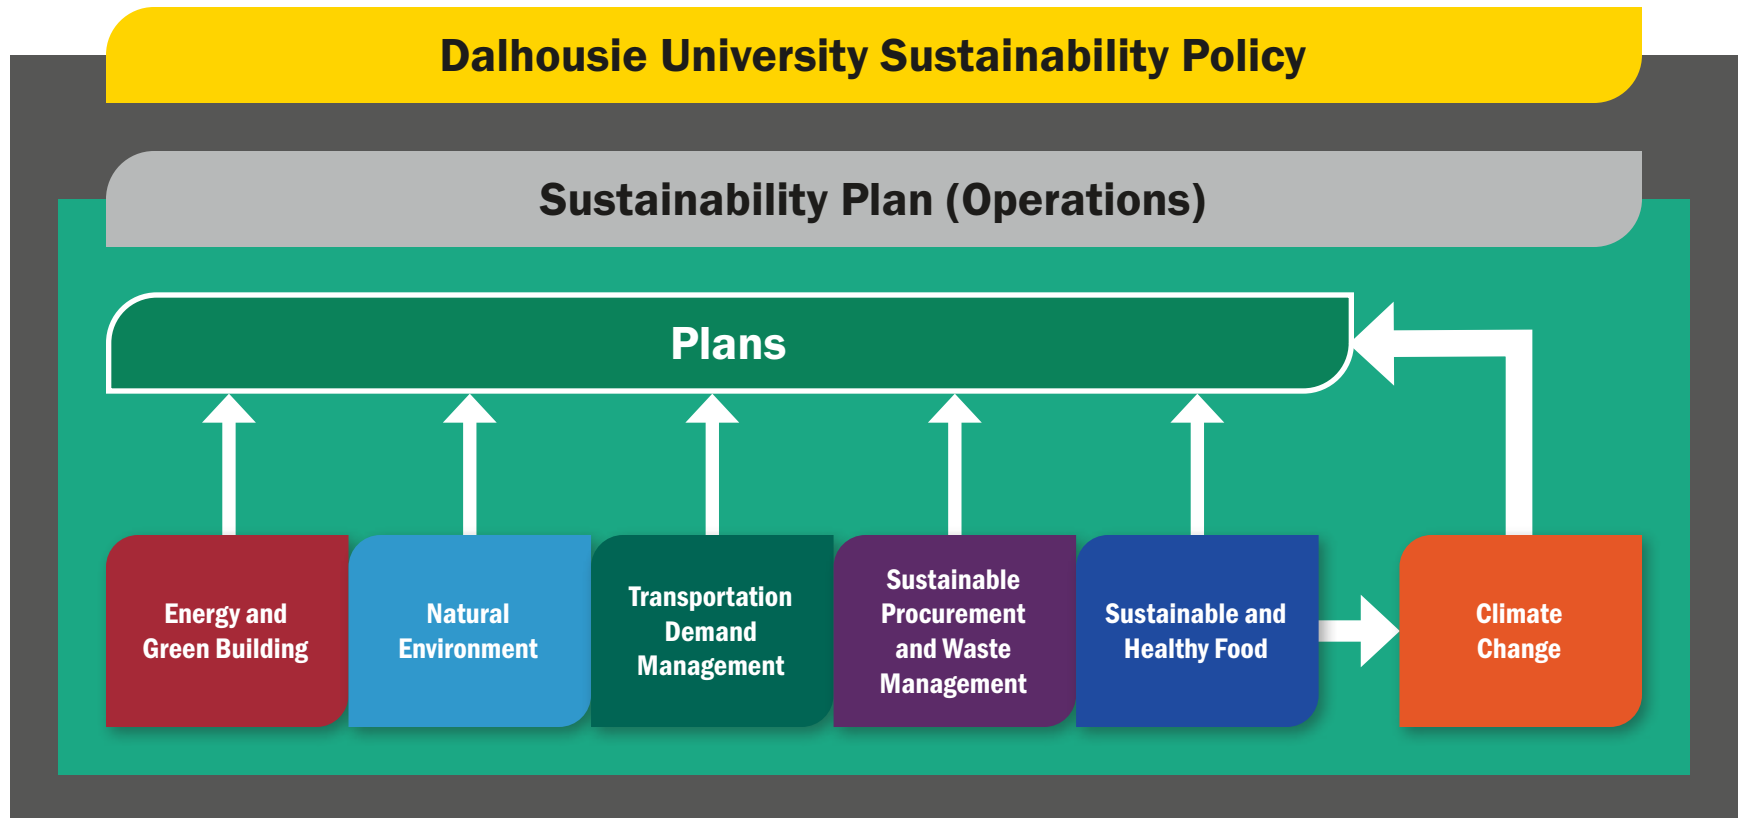 Dalhousie University Sustainability Policy
Sustainability Plan (Operations)
Plans
Energy and
Green Building
Natural
Environment
Transportation
Demand
Management
Sustainable
Procurement
and Waste
Management
Sustainable and
Healthy Food
Climate
Change